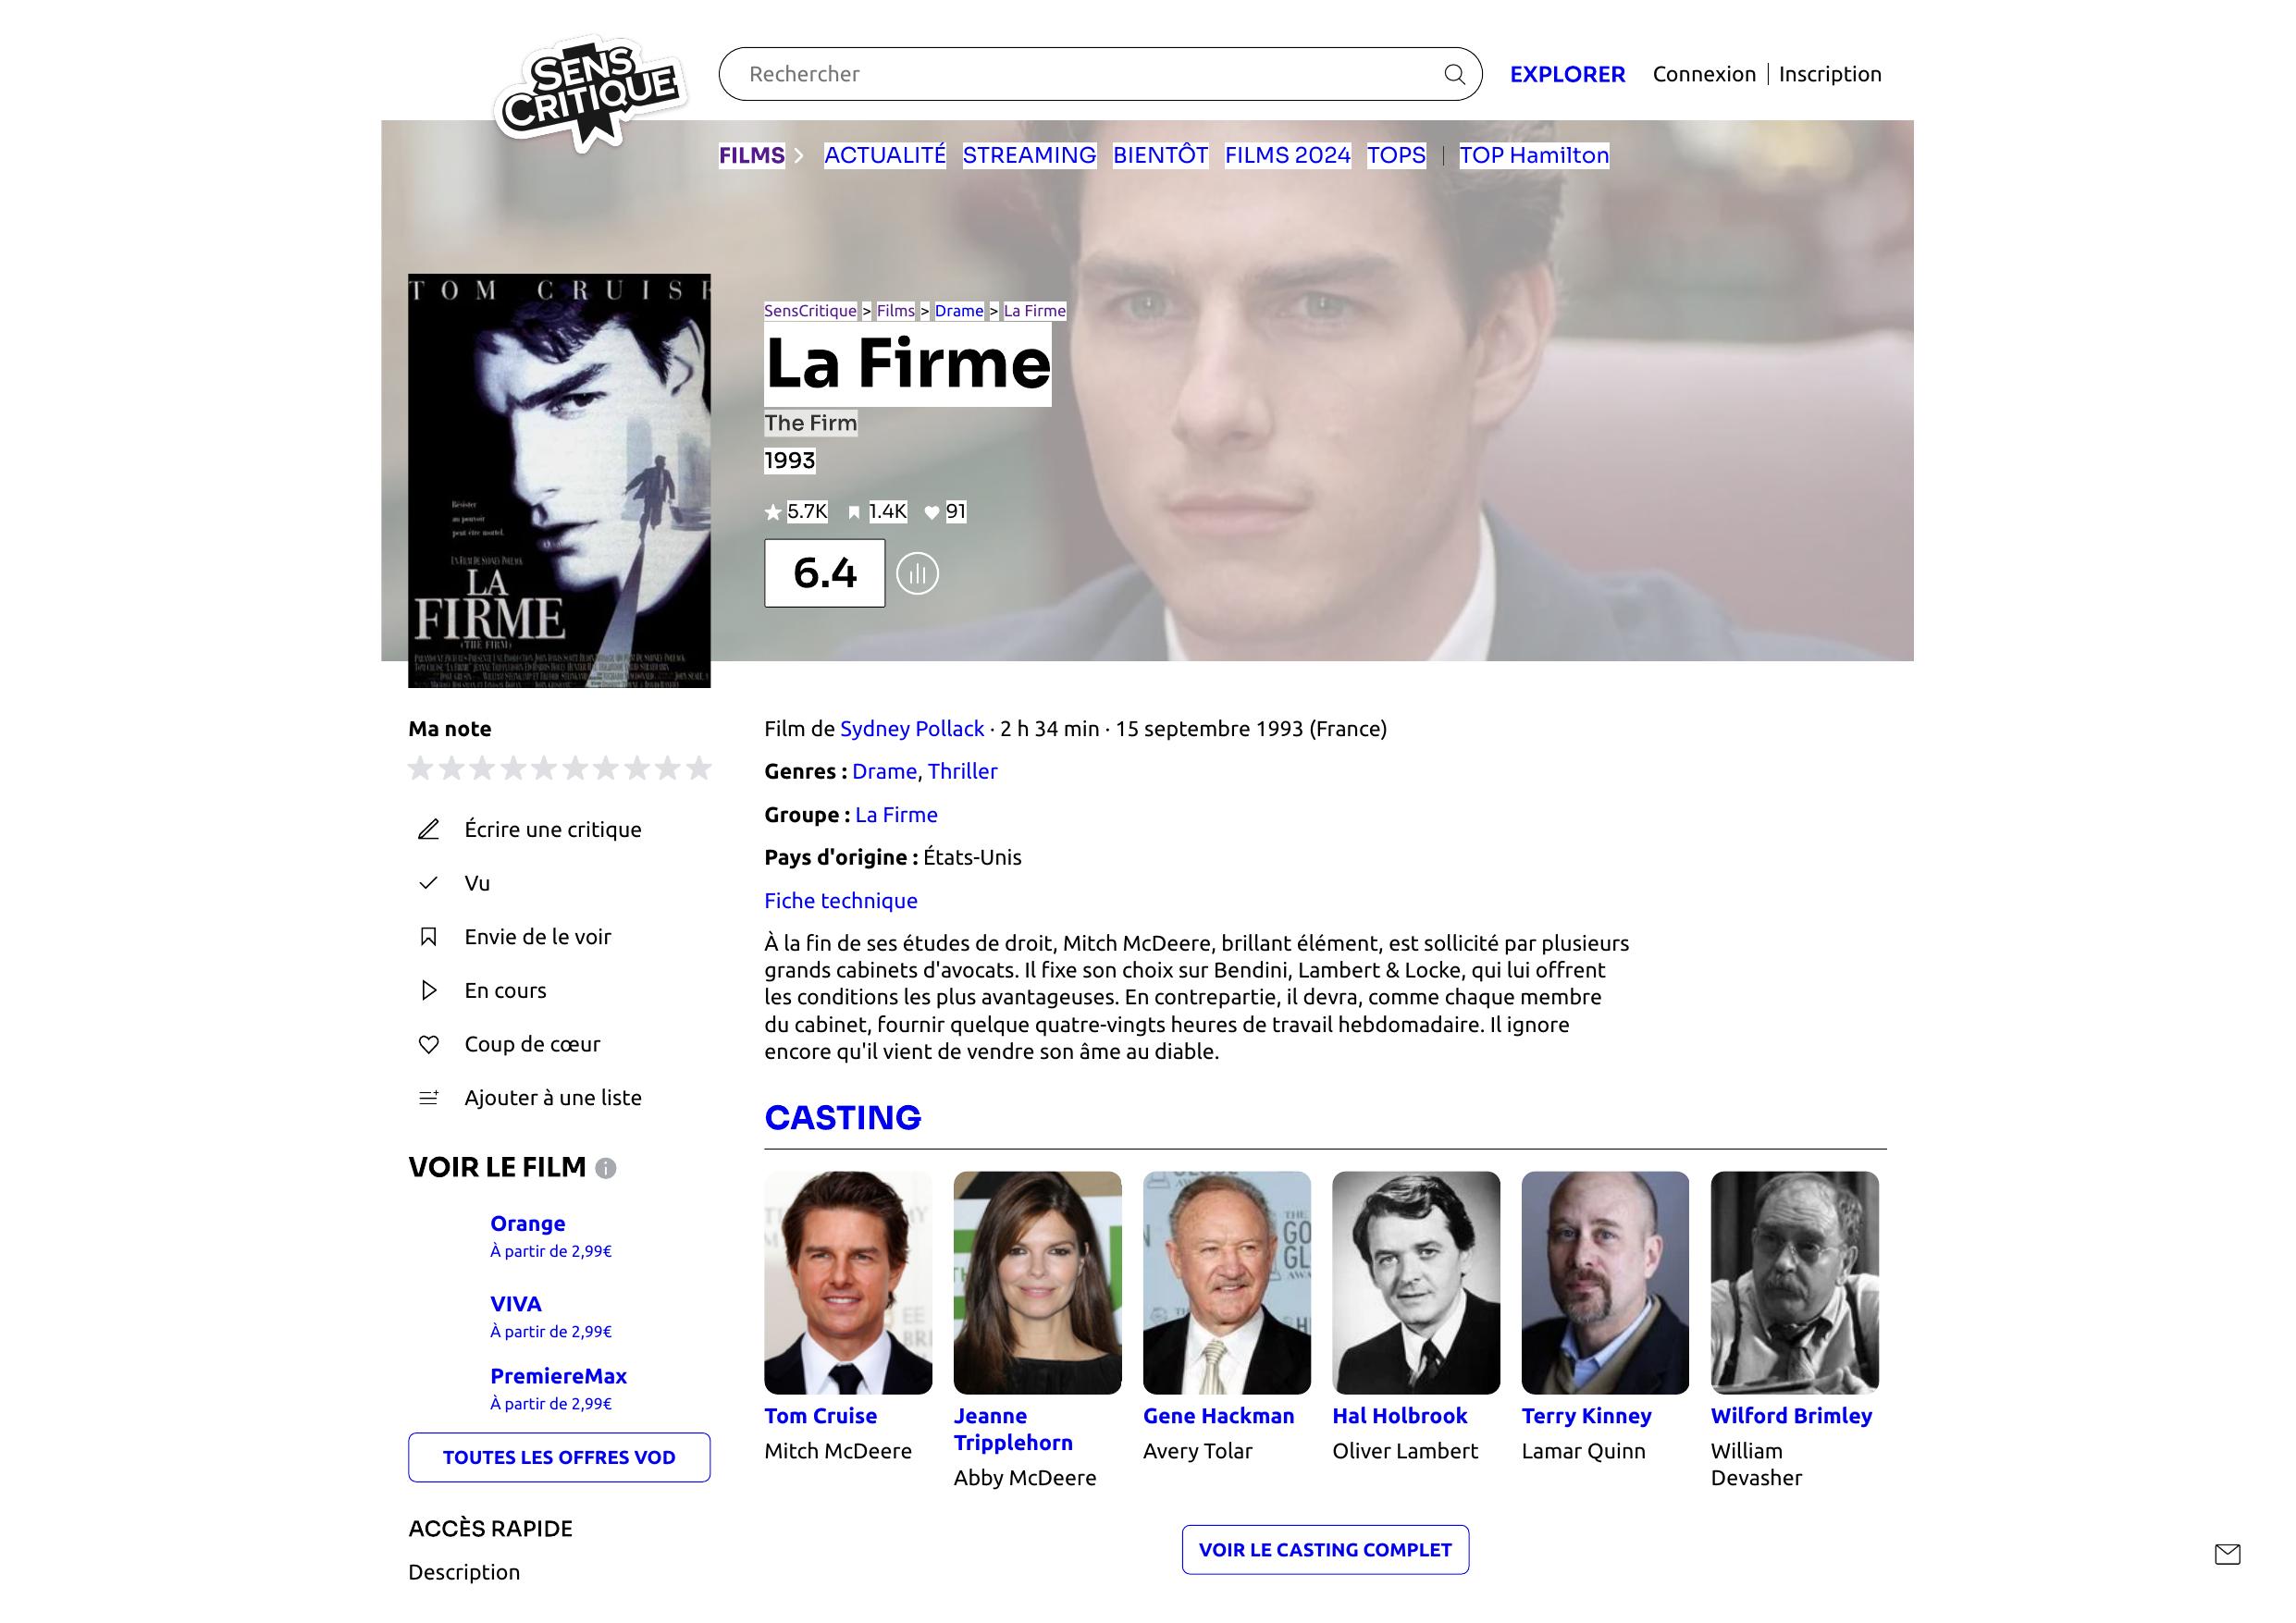 SENS
CRITIQUE
Rechercher
EXPLORER
Connexion
Inscription
FILMS
ACTUALITÉ
STREAMING
BIENTÔT
FILMS 2024
TOPS
TOP Hamilton
TOM CRUISE
Résister
au pouvoir
peut être mortel.
UN FILM DE SYDNEY POLLACK
LA
FIRME
(THE FIRM)
SensCritique > Films > Drame > La Firme
La Firme
The Firm
1993
5.7K 1.4K 91
6.4
Ma note
Écrire une critique
Vu
Envie de le voir
En cours
Coup de cœur
Ajouter à une liste
VOIR LE FILM
Orange
À partir de 2,99€
VIVA
À partir de 2,99€
PremiereMax
À partir de 2,99€
TOUTES LES OFFRES VOD
ACCÈS RAPIDE
Description
Film de Sydney Pollack · 2 h 34 min · 15 septembre 1993 (France)
Genres : Drame, Thriller
Groupe : La Firme
Pays d'origine : États-Unis
Fiche technique
À la fin de ses études de droit, Mitch McDeere, brillant élément, est sollicité par plusieurs
grands cabinets d'avocats. Il fixe son choix sur Bendini, Lambert & Locke, qui lui offrent
les conditions les plus avantageuses. En contrepartie, il devra, comme chaque membre
du cabinet, fournir quelque quatre-vingts heures de travail hebdomadaire. Il ignore
encore qu'il vient de vendre son âme au diable.
CASTING
Tom Cruise
Mitch McDeere
Jeanne
Tripplehorn
Abby McDeere
Gene Hackman
Avery Tolar
Hal Holbrook
Oliver Lambert
Terry Kinney
Lamar Quinn
Wilford Brimley
William
Devasher
VOIR LE CASTING COMPLET